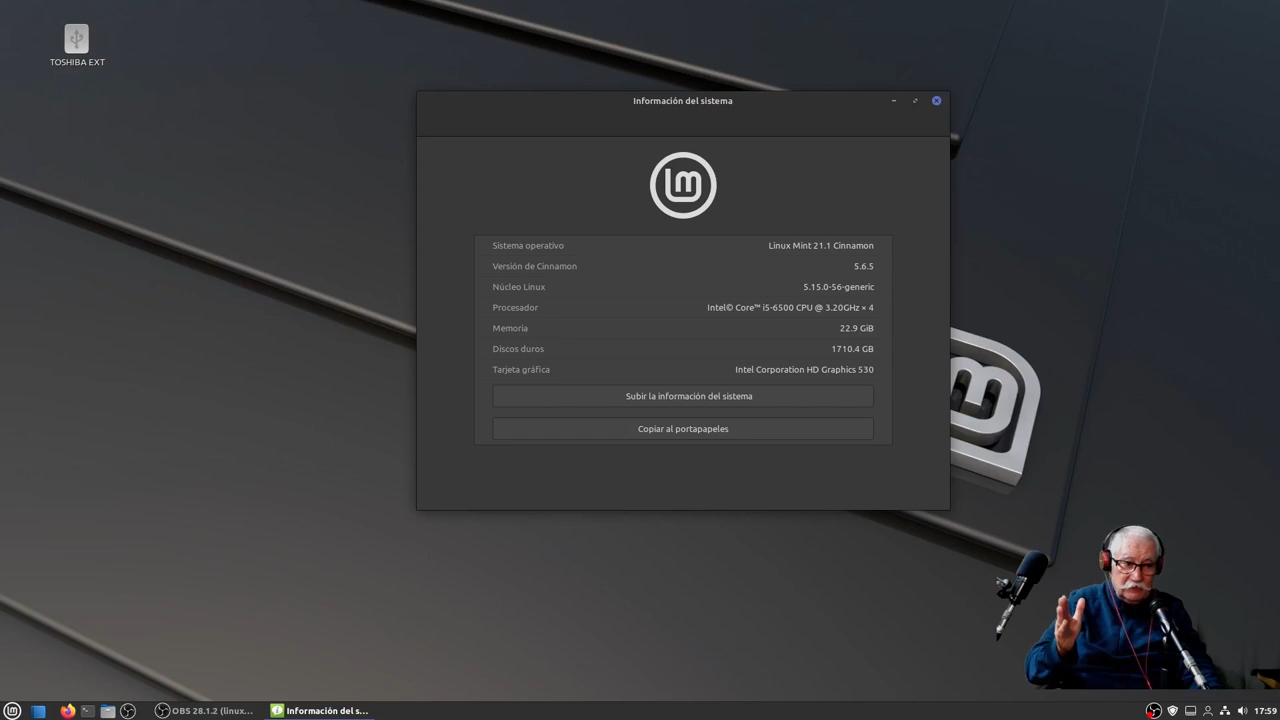 TOSHIBA EXT
Información del sistema
Sistema operativo Linux Mint 21.1 Cinnamon
Versión de Cinnamon 5.6.5
Núcleo Linux 5.15.0-56-generic
Procesador Intel© Core™ i5-6500 CPU @ 3.20GHz × 4
Memoria 22.9 GiB
Discos duros 1710.4 GB
Tarjeta gráfica Intel Corporation HD Graphics 530
Subir la información del sistema
Copiar al portapapeles
OBS 28.1.2 (linux... Información del s... 17:59